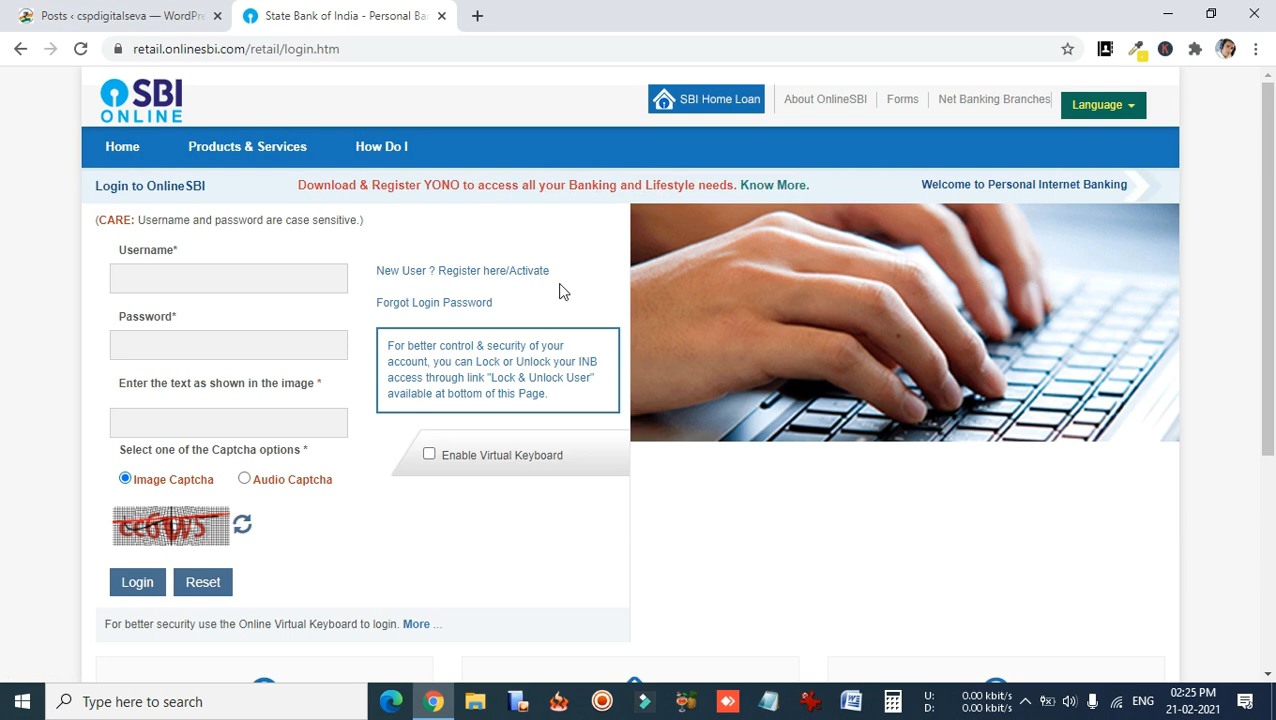 Posts ‹ cspdigitalseva — WordPr
State Bank of India - Personal Ba
retail.onlinesbi.com/retail/login.htm
SBI
ONLINE
SBI Home Loan
About OnlineSBI
Forms
Net Banking Branches
Language
Home
Products & Services
How Do I
Login to OnlineSBI
Download & Register YONO to access all your Banking and Lifestyle needs. Know More.
Welcome to Personal Internet Banking
(CARE: Username and password are case sensitive.)
Username*
New User ? Register here/Activate
Forgot Login Password
Password*
For better control & security of your
account, you can Lock or Unlock your INB
access through link "Lock & Unlock User"
available at bottom of this Page.
Enter the text as shown in the image *
Select one of the Captcha options *
Enable Virtual Keyboard
Image Captcha
Audio Captcha
Login
Reset
For better security use the Online Virtual Keyboard to login. More ...
Type here to search
U: 0.00 kbit/s
D: 0.00 kbit/s
ENG
02:25 PM
21-02-2021